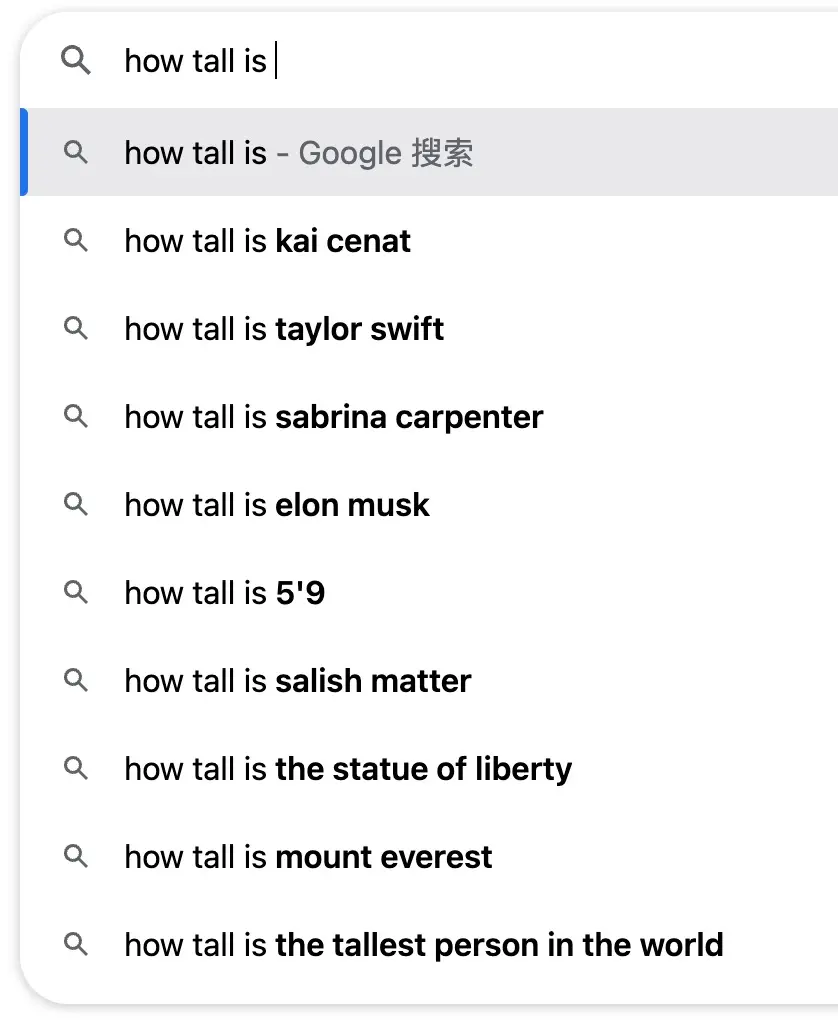 how tall is
how tall is - Google 搜索
how tall is kai cenat
how tall is taylor swift
how tall is sabrina carpenter
how tall is elon musk
how tall is 5'9
how tall is salish matter
how tall is the statue of liberty
how tall is mount everest
how tall is the tallest person in the world